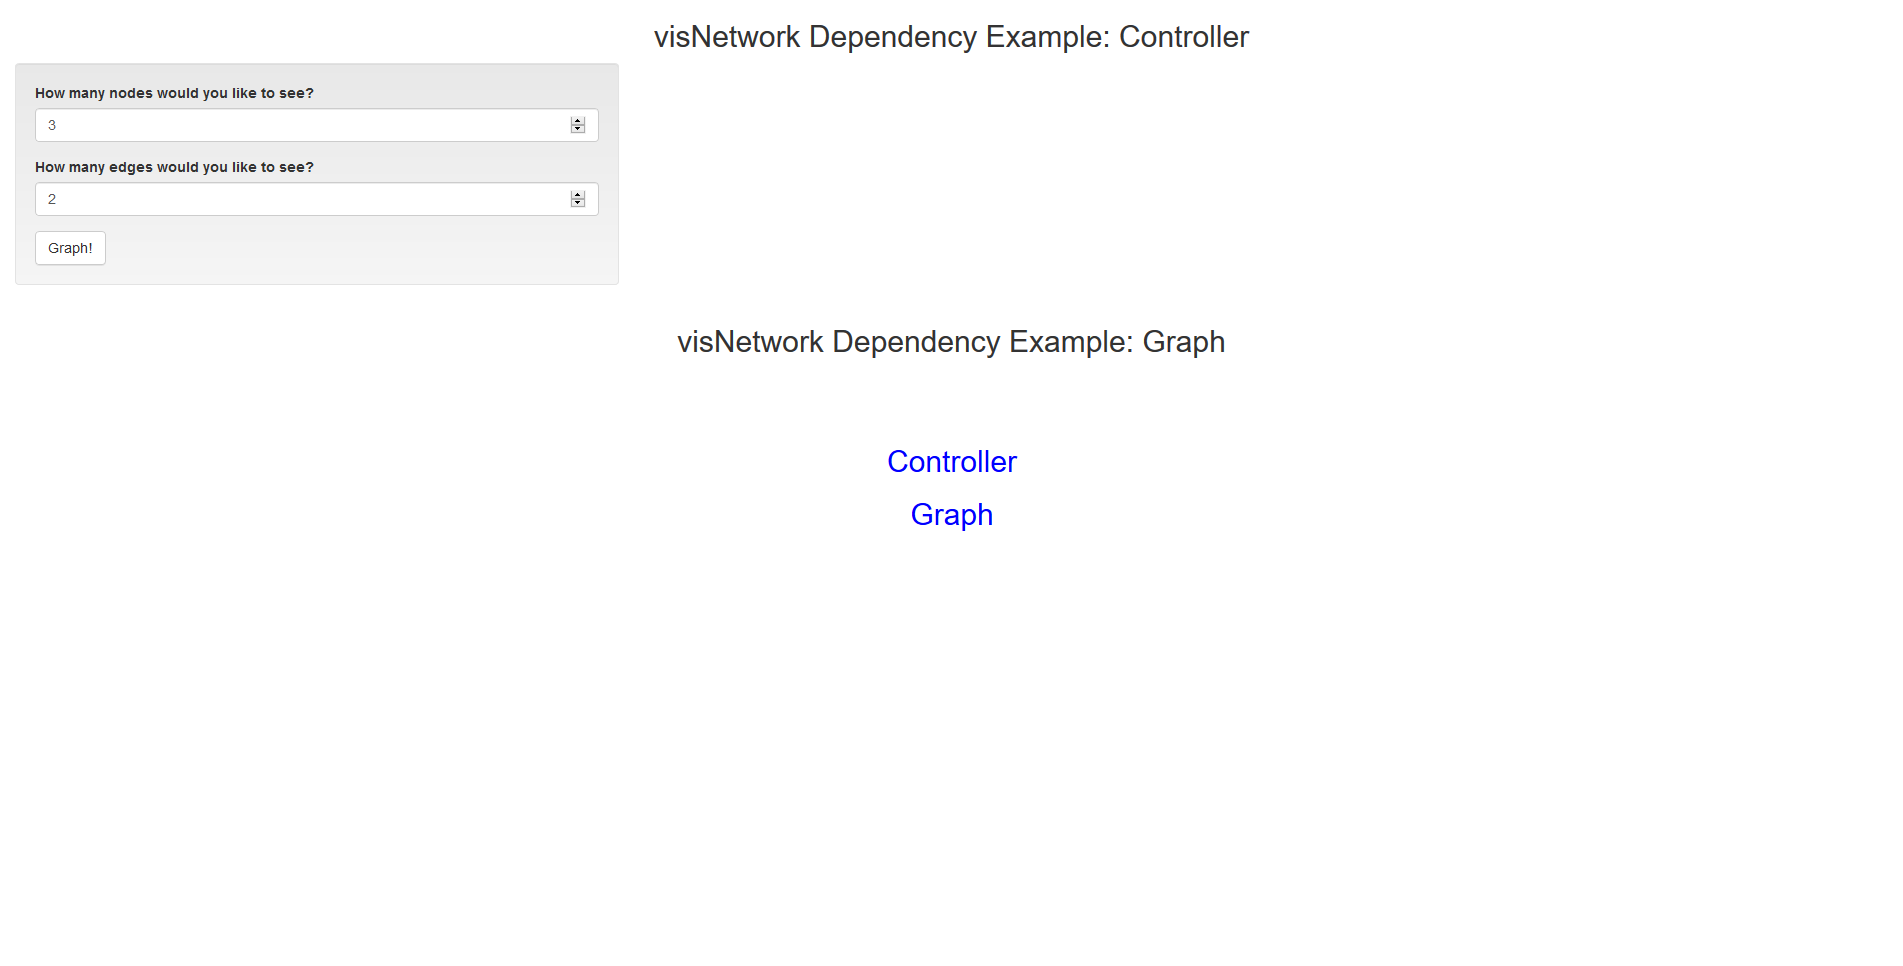 visNetwork Dependency Example: Controller
How many nodes would you like to see?
3
How many edges would you like to see?
2
Graph!
visNetwork Dependency Example: Graph
Controller
Graph